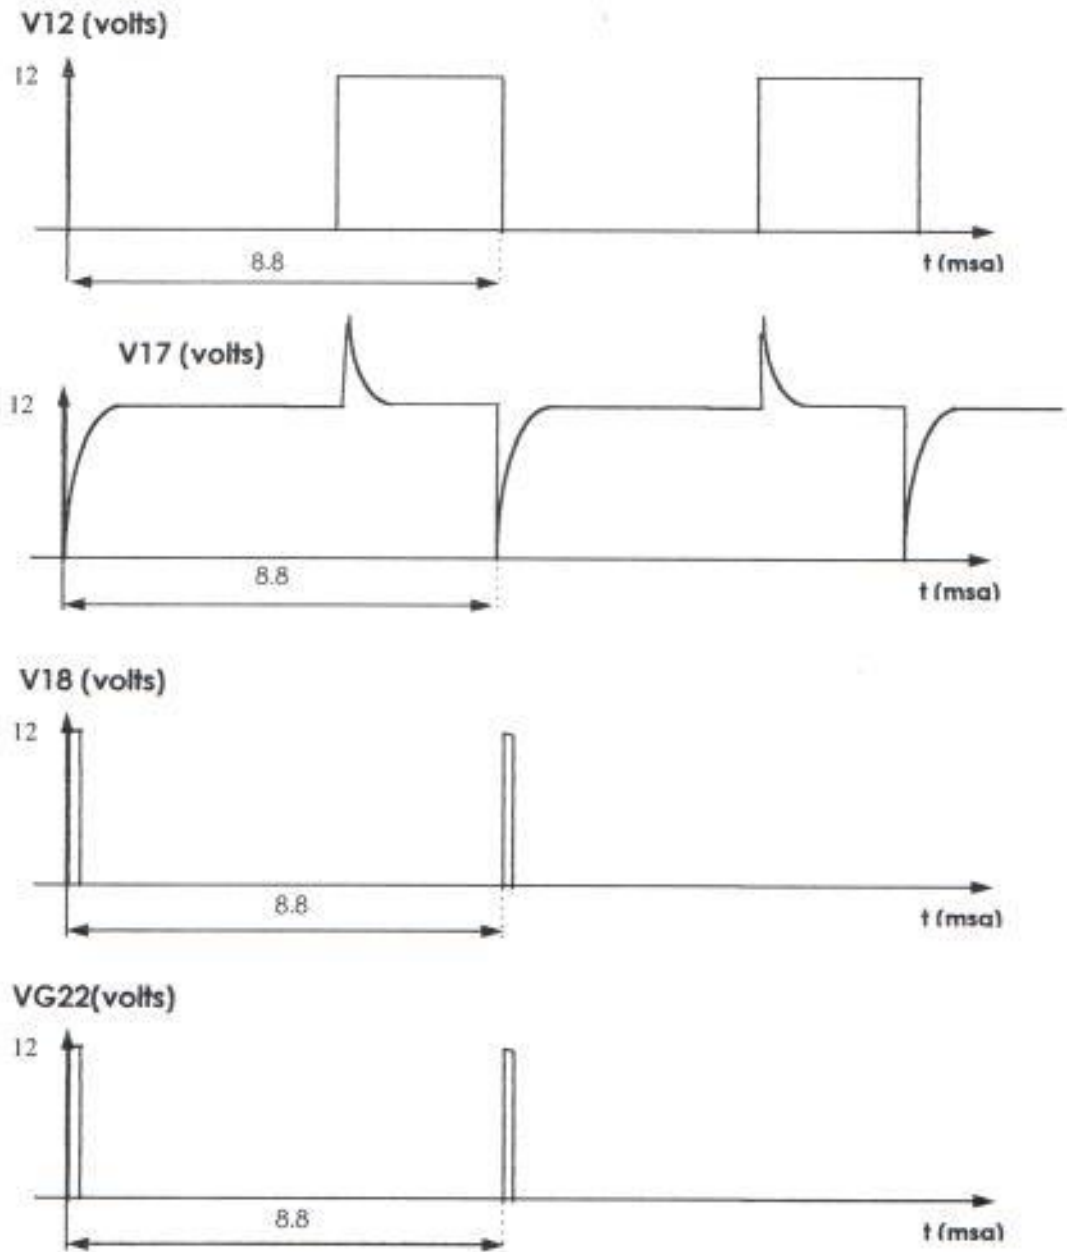 V12 (volts)
12
8.8
t (msa)
V17 (volts)
12
8.8
t (msa)
V18 (volts)
12
8.8
t (msa)
VG22(volts)
12
8.8
t (msa)